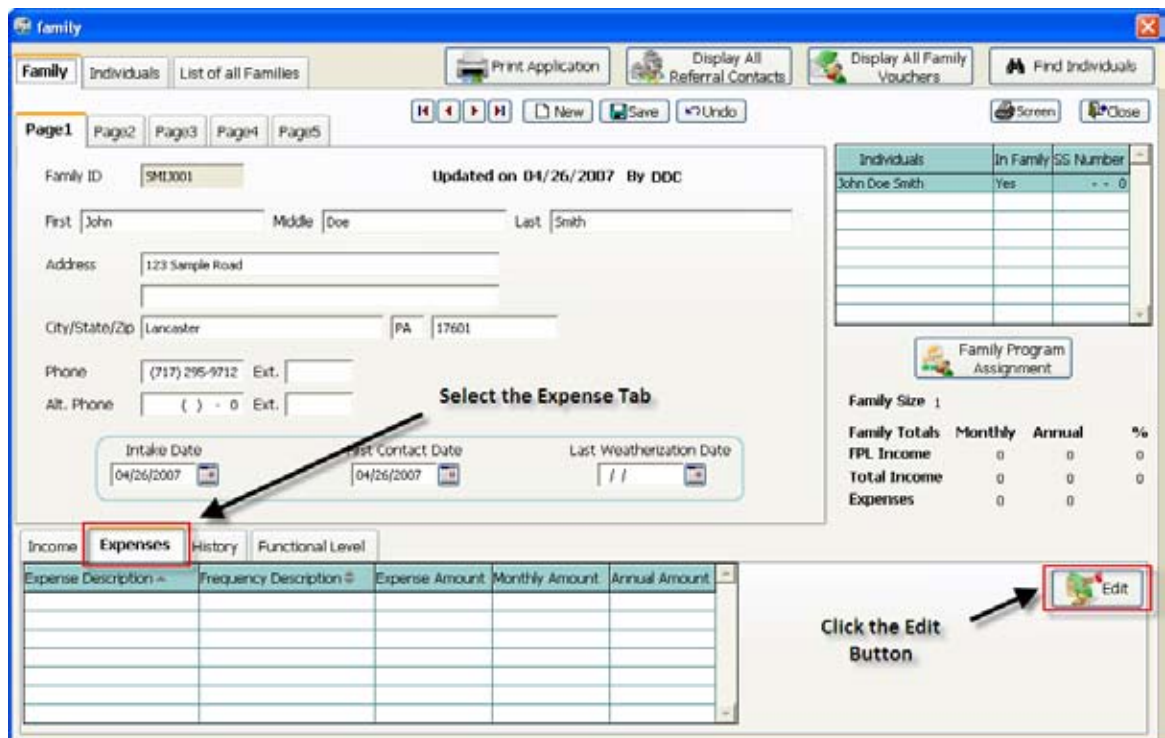 family
Family Individuals List of all Families Print Application Display All Referral Contacts Display All Family Vouchers Find Individuals
New Save Undo Screen Close
Page1 Page2 Page3 Page4 Page5
Individuals In Family SS Number
John Doe Smith Yes - - 0
Family ID SMIJ001 Updated on 04/26/2007 By DDC
First John Middle Doe Last Smith
Address 123 Sample Road
City/State/Zip Lancaster PA 17601
Phone (717) 295-9712 Ext.
Alt. Phone ( ) - 0 Ext.
Select the Expense Tab
Intake Date First Contact Date Last Weatherization Date
04/26/2007 04/26/2007 / /
Family Program Assignment
Family Size 1
Family Totals Monthly Annual %
FPL Income 0 0 0
Total Income 0 0 0
Expenses 0 0
Income Expenses History Functional Level
Expense Description Frequency Description Expense Amount Monthly Amount Annual Amount
Edit
Click the Edit
Button